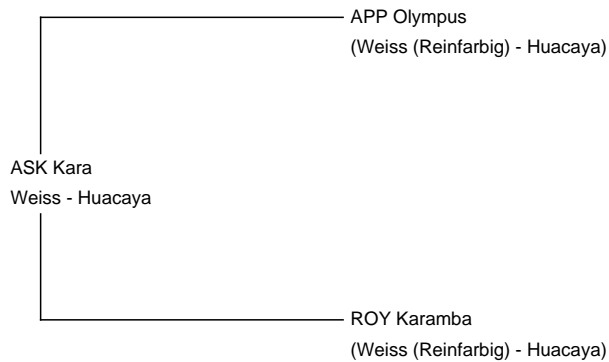 APP Olympus
(Weiss (Reinfarbig) - Huacaya)
ASK Kara
Weiss - Huacaya
ROY Karamba
(Weiss (Reinfarbig) - Huacaya)